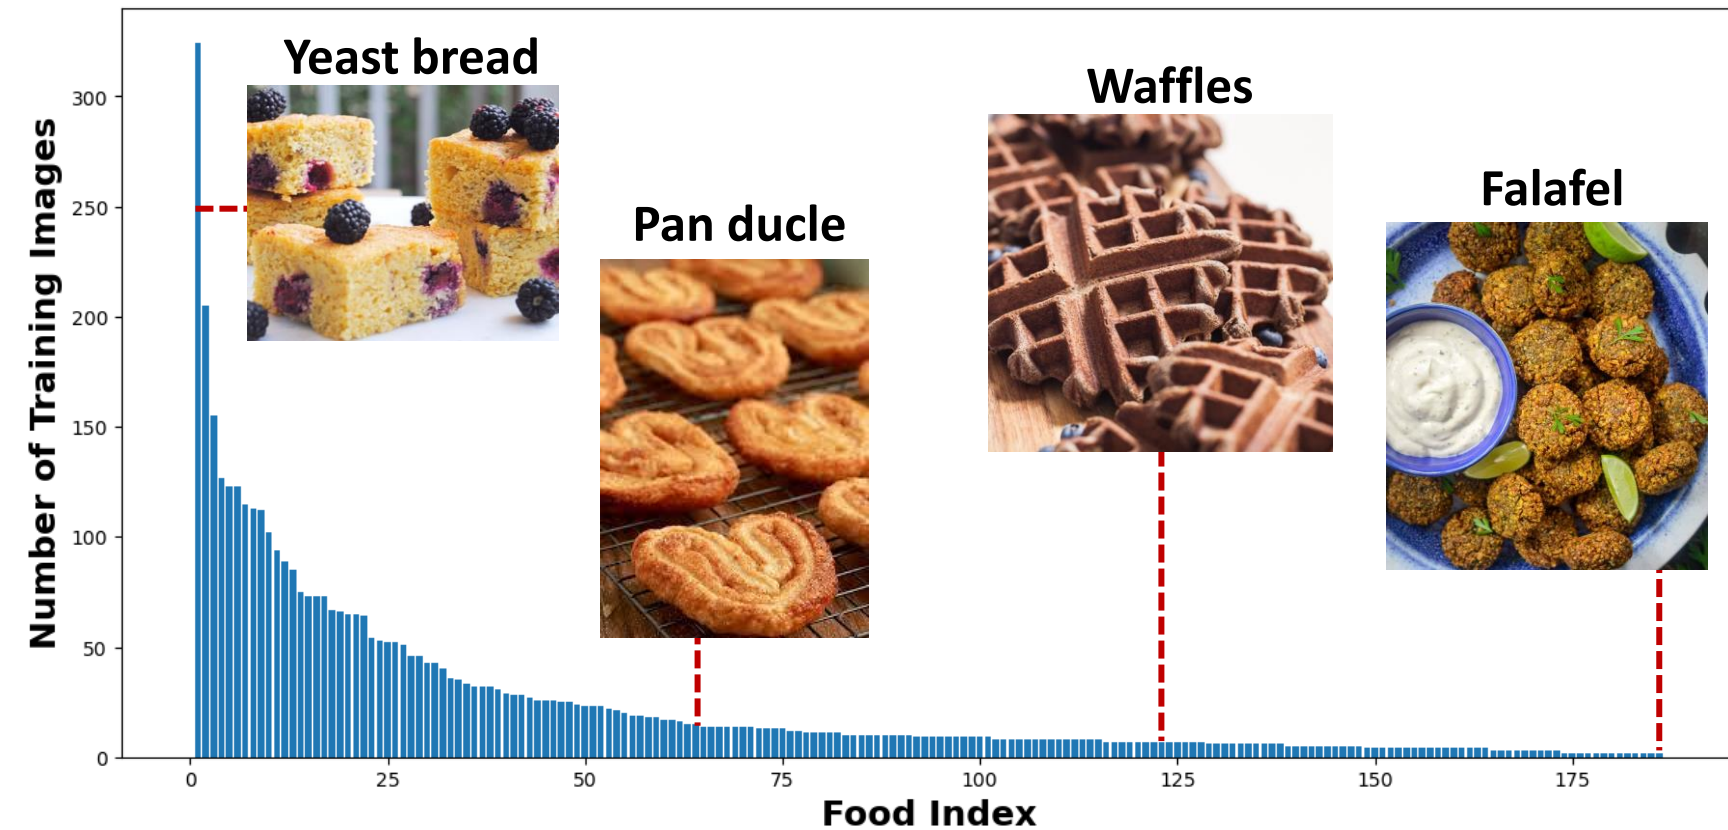 Yeast bread
Waffles
Falafel
Pan ducle
Number of Training Images
300
250
200
150
100
50
0
0 25 50 75 100 125 150 175
Food Index